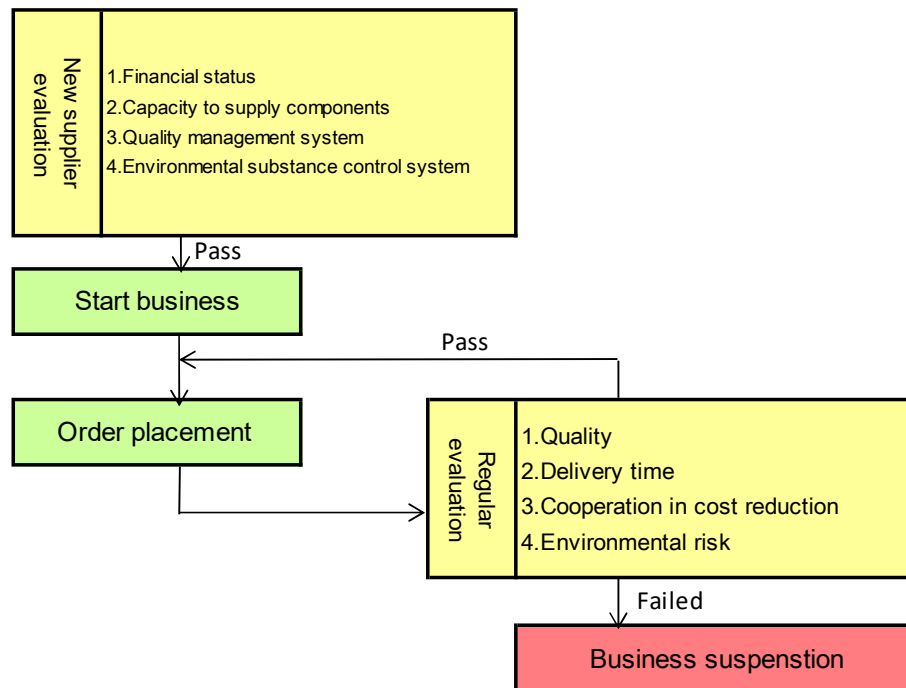 New supplier
evaluation
1.Financial status
2.Capacity to supply components
3.Quality management system
4.Environmental substance control system
Pass
Start business
Pass
Order placement
Regular
evaluation
1.Quality
2.Delivery time
3.Cooperation in cost reduction
4.Environmental risk
Failed
Business suspenstion